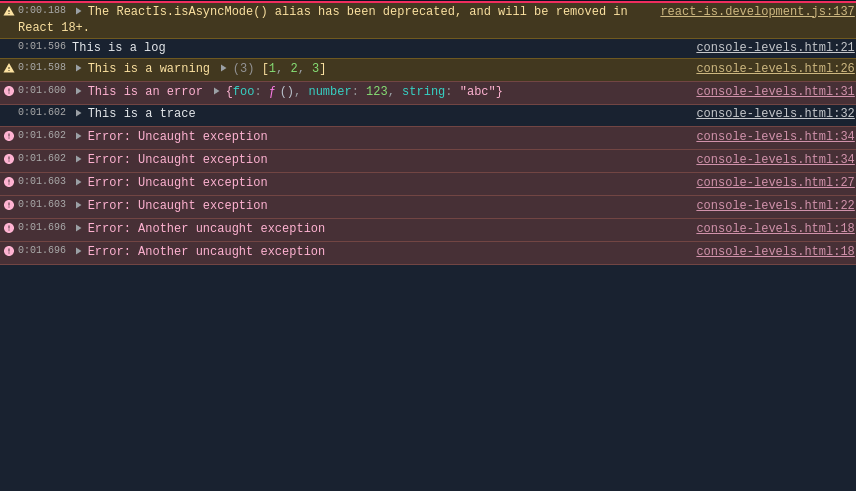 0:00.188 The ReactIs.isAsyncMode() alias has been deprecated, and will be removed in react-is.development.js:137
React 18+.
0:01.596 This is a log console-levels.html:21
0:01.598 This is a warning (3) [1, 2, 3] console-levels.html:26
0:01.600 This is an error {foo: ƒ (), number: 123, string: "abc"} console-levels.html:31
0:01.602 This is a trace console-levels.html:32
0:01.602 Error: Uncaught exception console-levels.html:34
0:01.602 Error: Uncaught exception console-levels.html:34
0:01.603 Error: Uncaught exception console-levels.html:27
0:01.603 Error: Uncaught exception console-levels.html:22
0:01.696 Error: Another uncaught exception console-levels.html:18
0:01.696 Error: Another uncaught exception console-levels.html:18